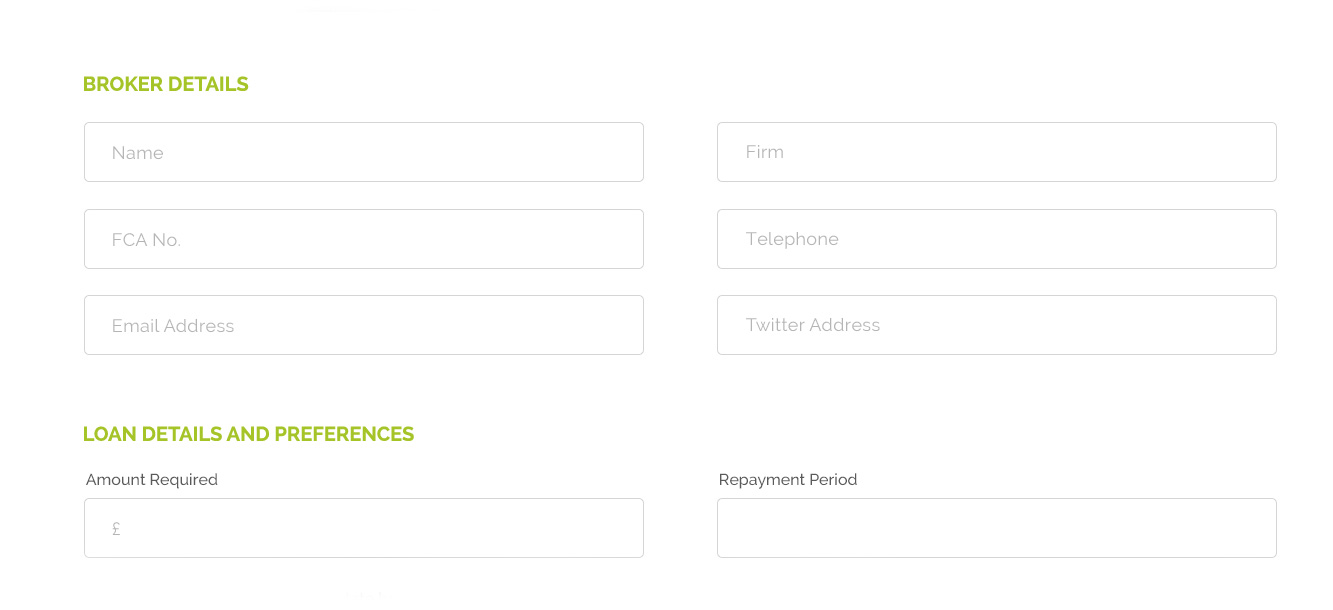 BROKER DETAILS
Name
Firm
FCA No.
Telephone
Email Address
Twitter Address
LOAN DETAILS AND PREFERENCES
Amount Required
Repayment Period
£